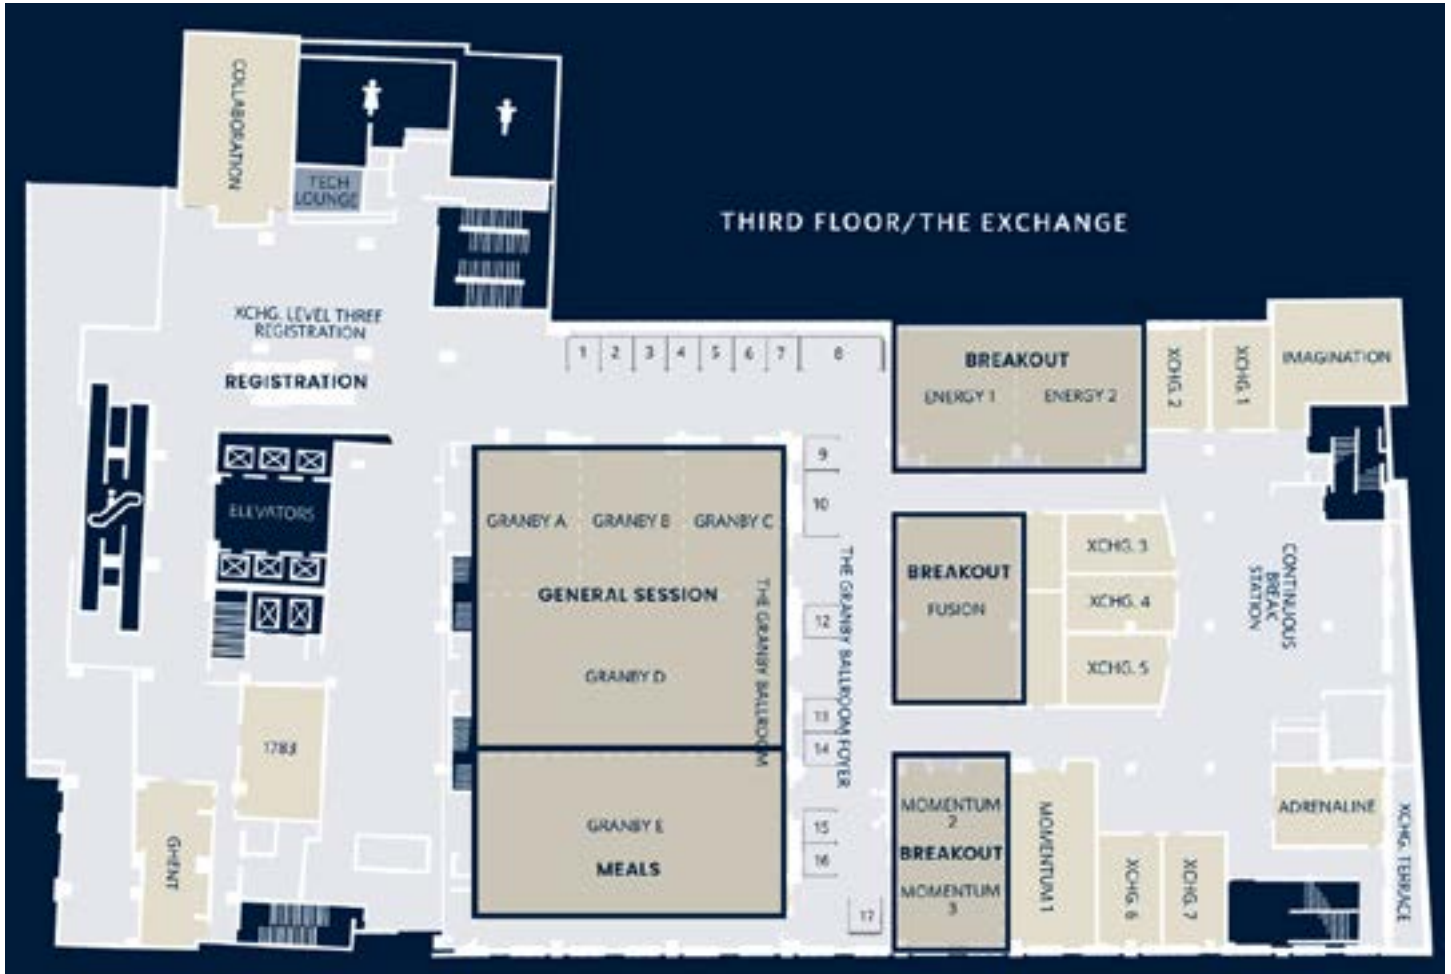 COLLABORATION
TECH
LOUNGE
THIRD FLOOR/THE EXCHANGE
XCHG. LEVEL THREE
REGISTRATION
REGISTRATION
1
2
3
4
5
6
7
8
BREAKOUT
ENERGY 1
ENERGY 2
XCHG. 2
XCHG. 1
IMAGINATION
ELEVATORS
9
10
12
13
14
15
16
17
GRANBY A
GRANBY B
GRANBY C
GENERAL SESSION
GRANBY D
THE GRANBY BALLROOM
THE GRANBY BALLROOM FOYER
GRANBY E
MEALS
BREAKOUT
FUSION
XCHG. 3
XCHG. 4
XCHG. 5
CONTINUOUS
BREAK
STATION
1783
GHENT
MOMENTUM
2
BREAKOUT
MOMENTUM
3
MOMENTUM 1
XCHG. 6
XCHG. 7
ADRENALINE
XCHG. TERRACE